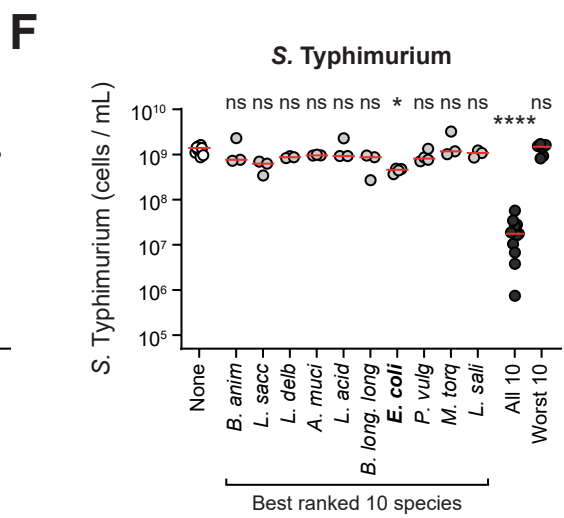 F
S. Typhimurium
ns ns ns ns ns ns * ns ns ns **** ns
S. Typhimurium (cells / mL)
10¹⁰
10⁹
10⁸
10⁷
10⁶
10⁵
None
B. anim
L. sacc
L. delb
A. muci
L. acid
B. long. long
E. coli
P. vulg
M. torq
L. sali
All 10
Worst 10
Best ranked 10 species